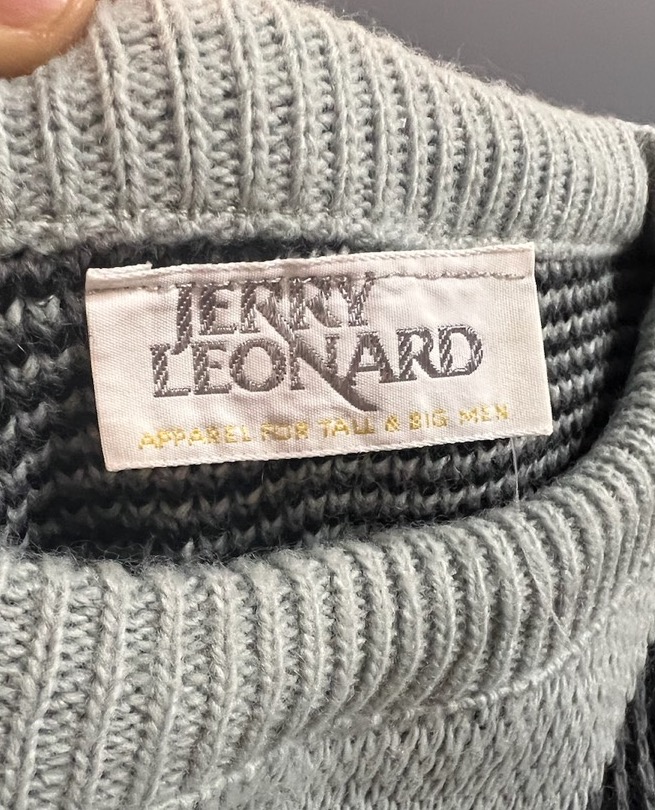 JERRY
LEONARD
APPAREL FOR TALL & BIG MEN